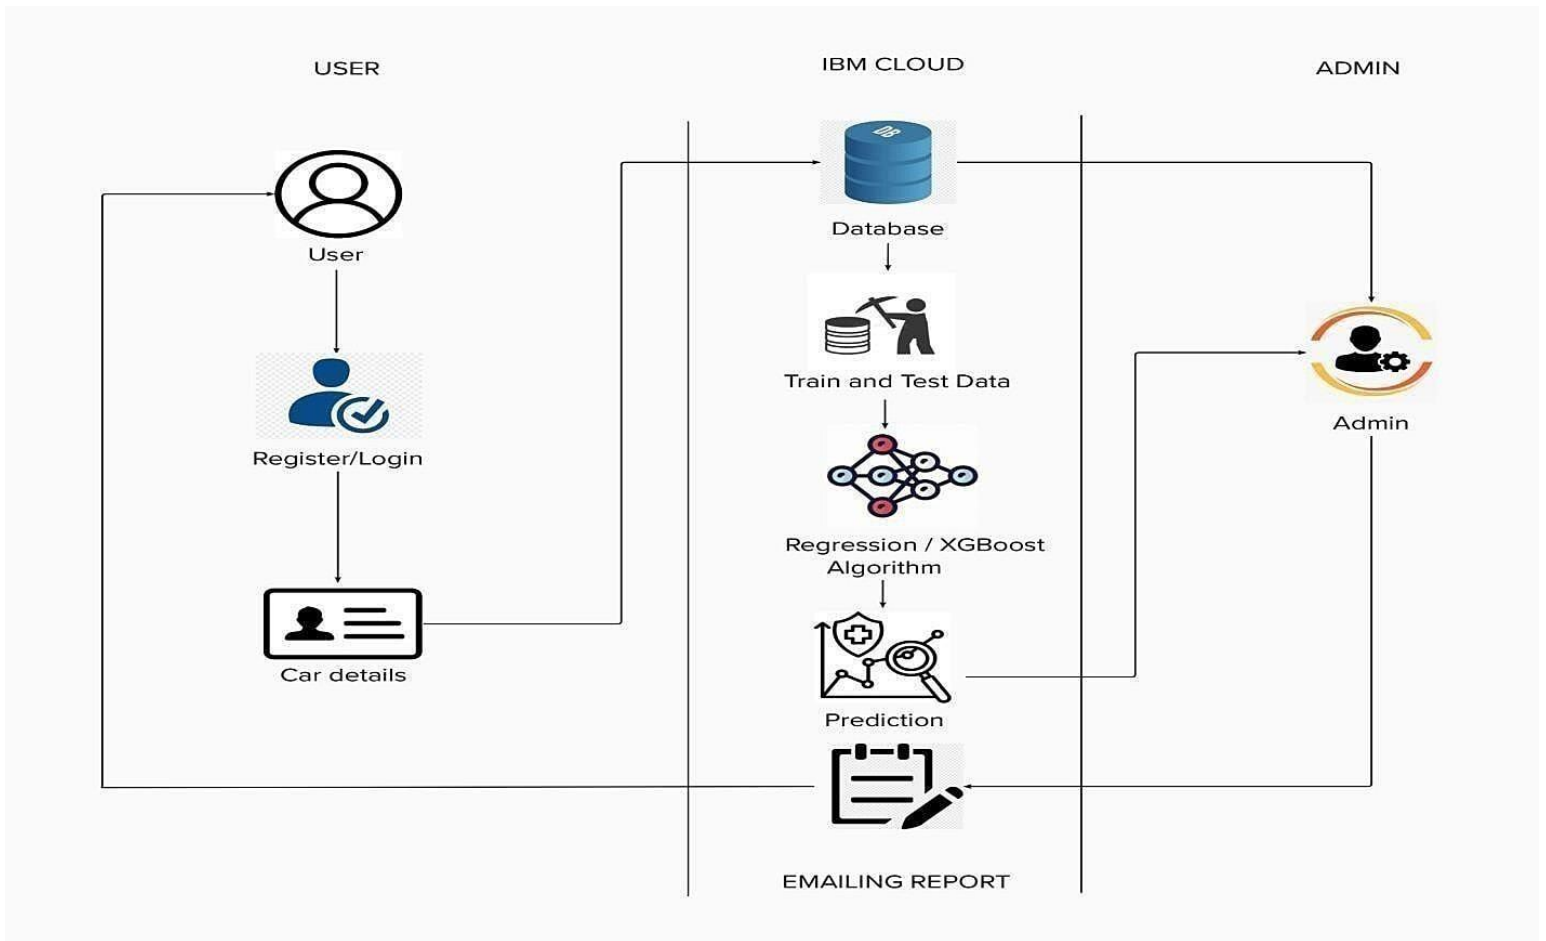 USER
IBM CLOUD
ADMIN
DB
Database
User
Train and Test Data
Admin
Register/Login
Regression / XGBoost
Algorithm
Car details
Prediction
EMAILING REPORT